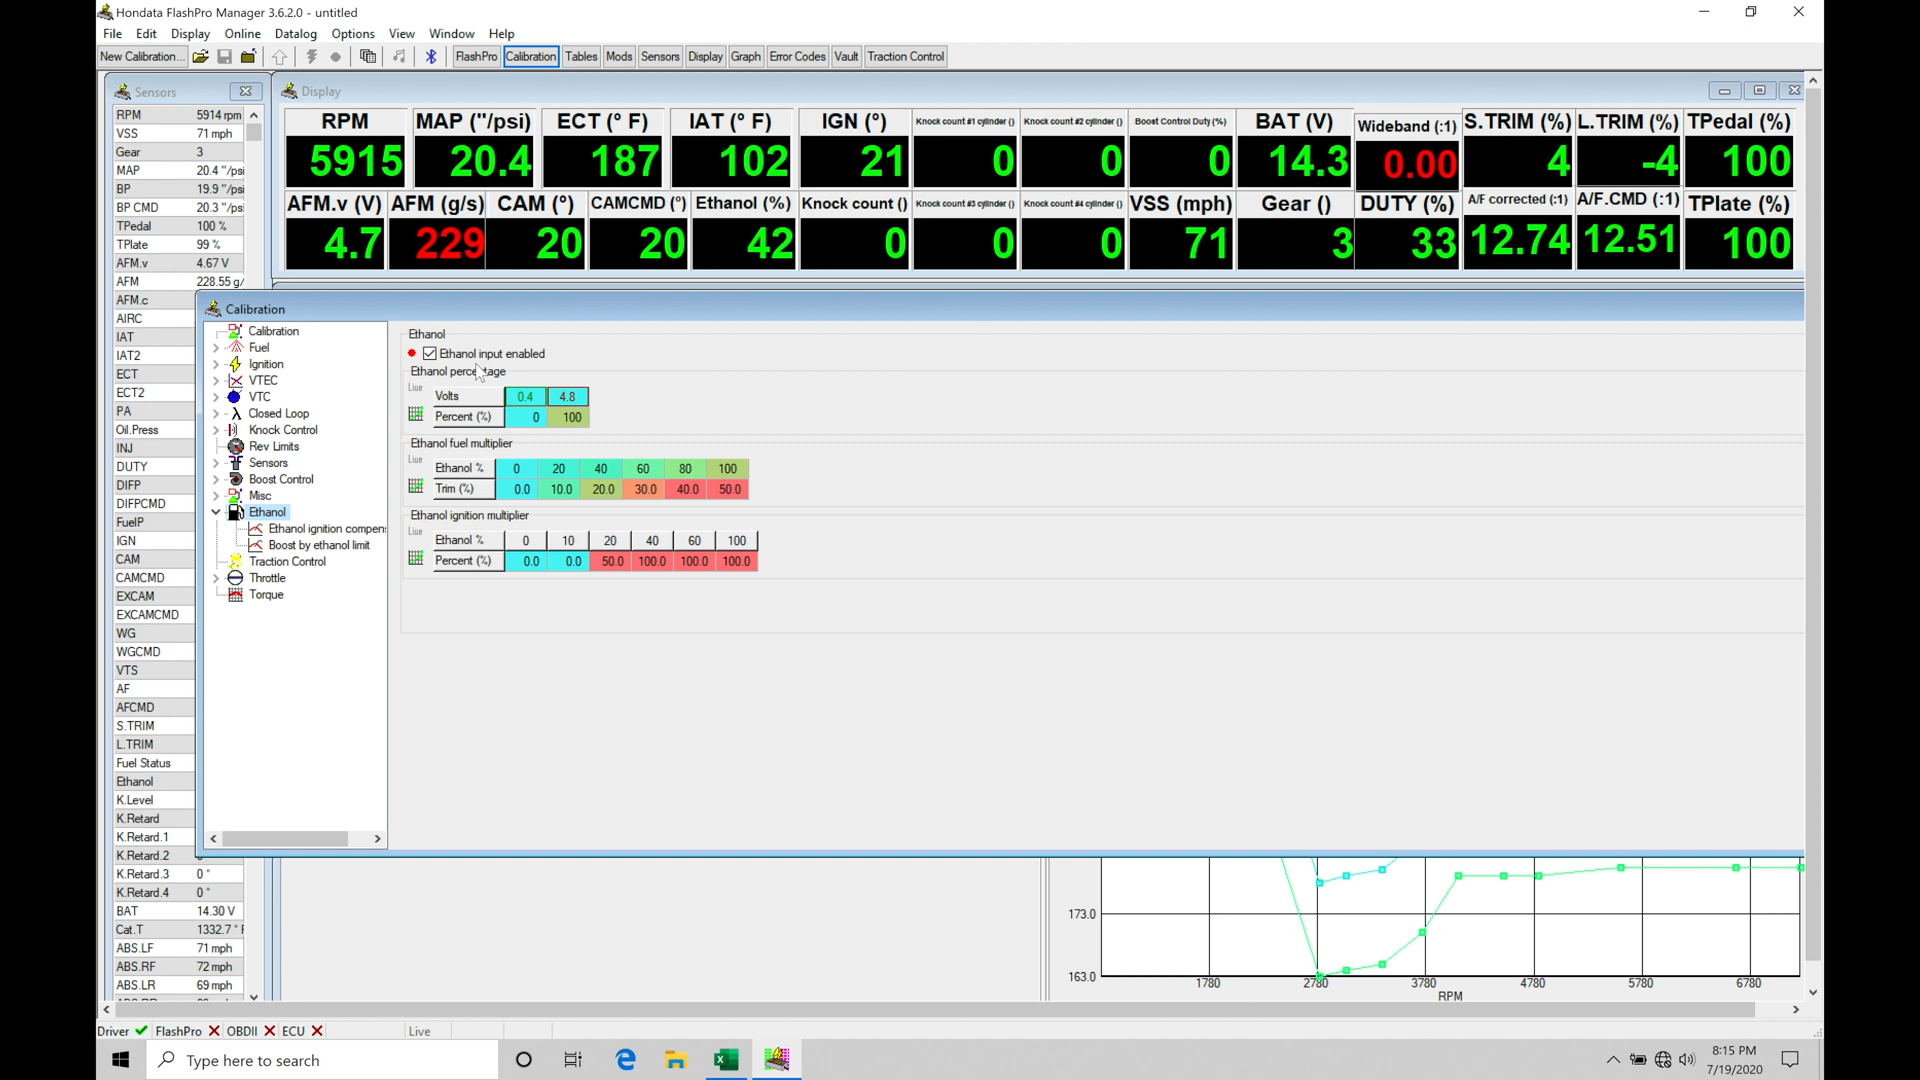 Hondata FlashPro Manager 3.6.2.0 - untitled
File Edit Display Online Datalog Options View Window Help
New Calibration... FlashPro Calibration Tables Mods Sensors Display Graph Error Codes Vault Traction Control
Sensors
RPM 5914 rpm
VSS 71 mph
Gear 3
MAP 20.4 "/psi
BP 19.9 "/psi
BP CMD 20.3 "/psi
TPedal 100 %
TPlate 99 %
AFM.v 4.67 V
AFM 228.55 g/
AFM.c
AIRC
IAT
IAT2
ECT
ECT2
PA
Oil.Press
INJ
DUTY
DIFP
DIFPCMD
FuelP
IGN
CAM
CAMCMD
EXCAM
EXCAMCMD
WG
WGCMD
VTS
AF
AFCMD
S.TRIM
L.TRIM
Fuel Status
Ethanol
K.Level
K.Retard
K.Retard.1
K.Retard.2
K.Retard.3 0 °
K.Retard.4 0 °
BAT 14.30 V
Cat.T 1332.7 ° F
ABS.LF 71 mph
ABS.RF 72 mph
ABS.LR 69 mph
Display
RPM MAP ("/psi) ECT (° F) IAT (° F) IGN (°) Knock count #1 cylinder () Knock count #2 cylinder () Boost Control Duty (%) BAT (V) Wideband (:1) S.TRIM (%) L.TRIM (%) TPedal (%)
5915 20.4 187 102 21 0 0 0 14.3 0.00 4 -4 100
AFM.v (V) AFM (g/s) CAM (°) CAMCMD (°) Ethanol (%) Knock count () Knock count #3 cylinder () Knock count #4 cylinder () VSS (mph) Gear () DUTY (%) A/F corrected (:1) A/F.CMD (:1) TPlate (%)
4.7 229 20 20 42 0 0 0 71 3 33 12.74 12.51 100
Calibration
Calibration
Fuel
Ignition
VTEC
VTC
Closed Loop
Knock Control
Rev Limits
Sensors
Boost Control
Misc
Ethanol
Ethanol ignition compen
Boost by ethanol limit
Traction Control
Throttle
Torque
Ethanol
Ethanol input enabled
Ethanol percentage
Live
Volts 0.4 4.8
Percent (%) 0 100
Ethanol fuel multiplier
Live
Ethanol % 0 20 40 60 80 100
Trim (%) 0.0 10.0 20.0 30.0 40.0 50.0
Ethanol ignition multiplier
Live
Ethanol % 0 10 20 40 60 100
Percent (%) 0.0 0.0 50.0 100.0 100.0 100.0
173.0
163.0
1780 2780 3780 4780 5780 6780
RPM
Driver FlashPro OBDII ECU Live
Type here to search
8:15 PM
7/19/2020